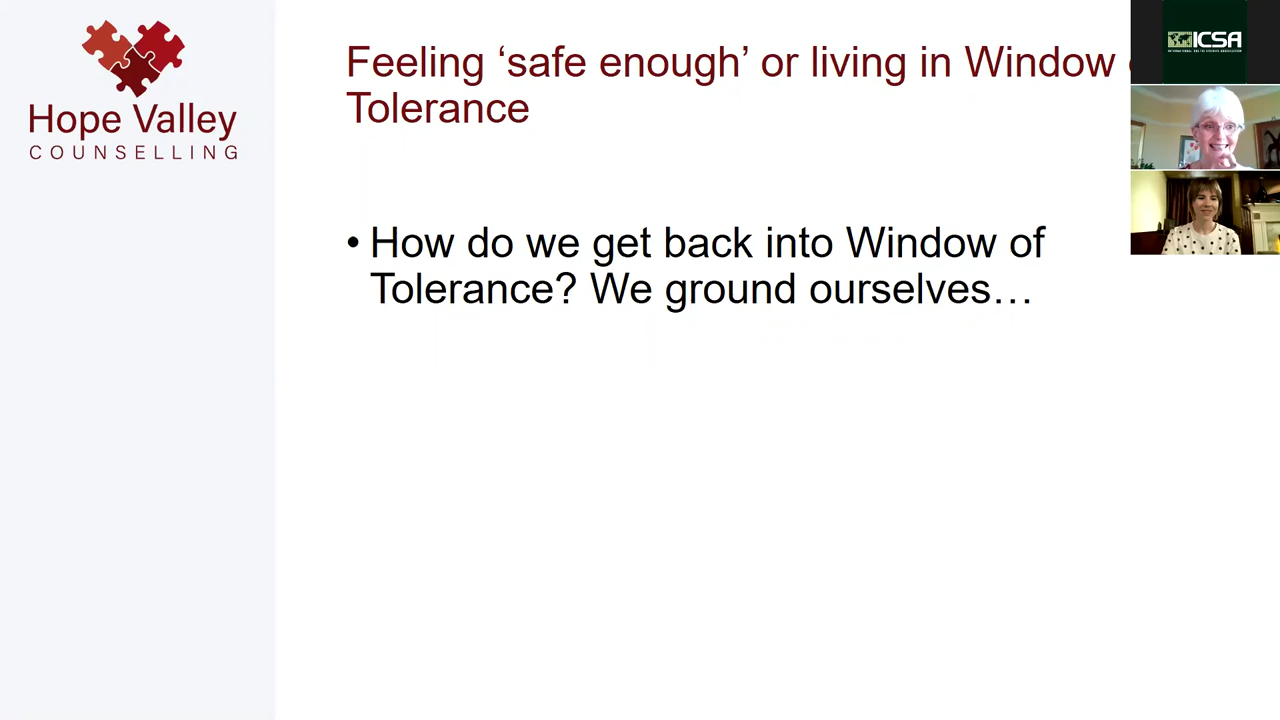 Hope Valley
COUNSELLING
Feeling ‘safe enough’ or living in Window
Tolerance
• How do we get back into Window of
Tolerance? We ground ourselves…
ICSA